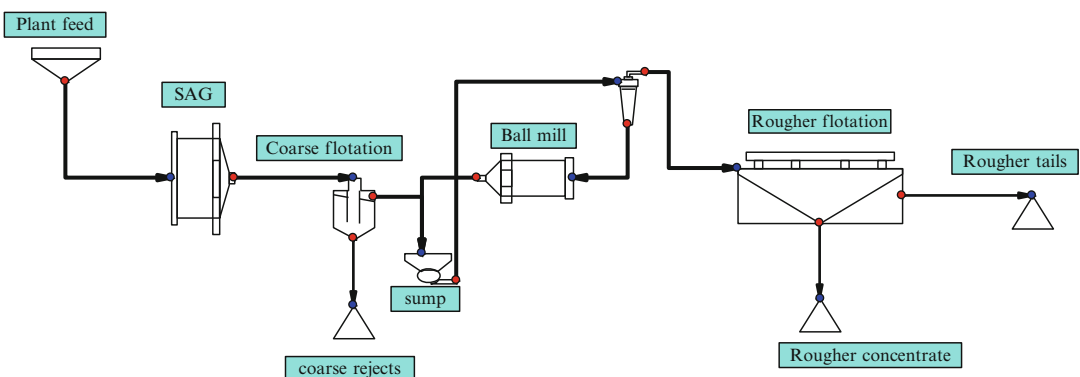 Plant feed
SAG
Coarse flotation
Ball mill
Rougher flotation
Rougher tails
sump
coarse rejects
Rougher concentrate